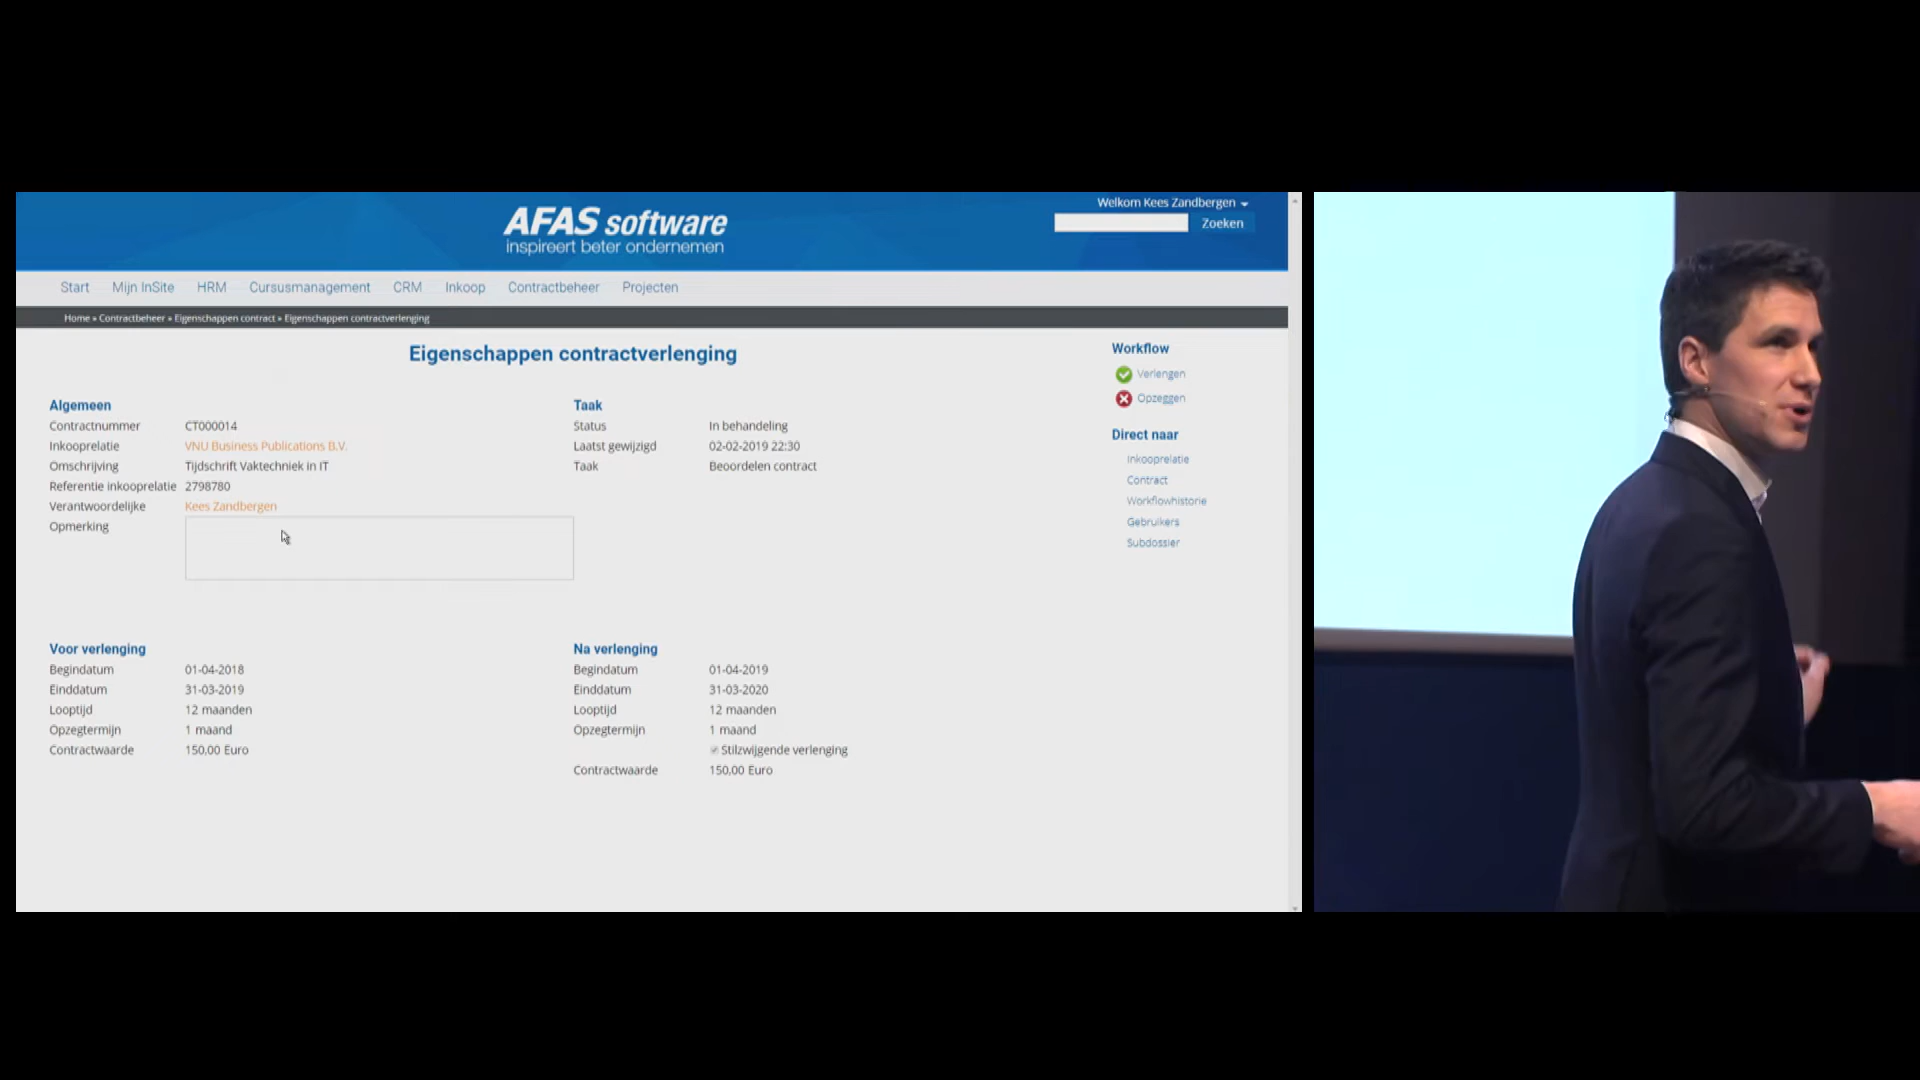 AFAS software
inspireert beter ondernemen
Welkom Kees Zandbergen
Zoeken
Start Mijn InSite HRM Cursusmanagement CRM Inkoop Contractbeheer Projecten
Home » Contractbeheer » Eigenschappen contract » Eigenschappen contractverlenging
Eigenschappen contractverlenging
Algemeen
Contractnummer CT000014
Inkooprelatie VNU Business Publications B.V.
Omschrijving Tijdschrift Vaktechniek in IT
Referentie inkooprelatie 2798780
Verantwoordelijke Kees Zandbergen
Opmerking
Taak
Status In behandeling
Laatst gewijzigd 02-02-2019 22:30
Taak Beoordelen contract
Voor verlenging
Begindatum 01-04-2018
Einddatum 31-03-2019
Looptijd 12 maanden
Opzegtermijn 1 maand
Contractwaarde 150,00 Euro
Na verlenging
Begindatum 01-04-2019
Einddatum 31-03-2020
Looptijd 12 maanden
Opzegtermijn 1 maand
Stilzwijgende verlenging
Contractwaarde 150,00 Euro
Workflow
Verlengen
Opzeggen
Direct naar
Inkooprelatie
Contract
Workflowhistorie
Gebruikers
Subdossier